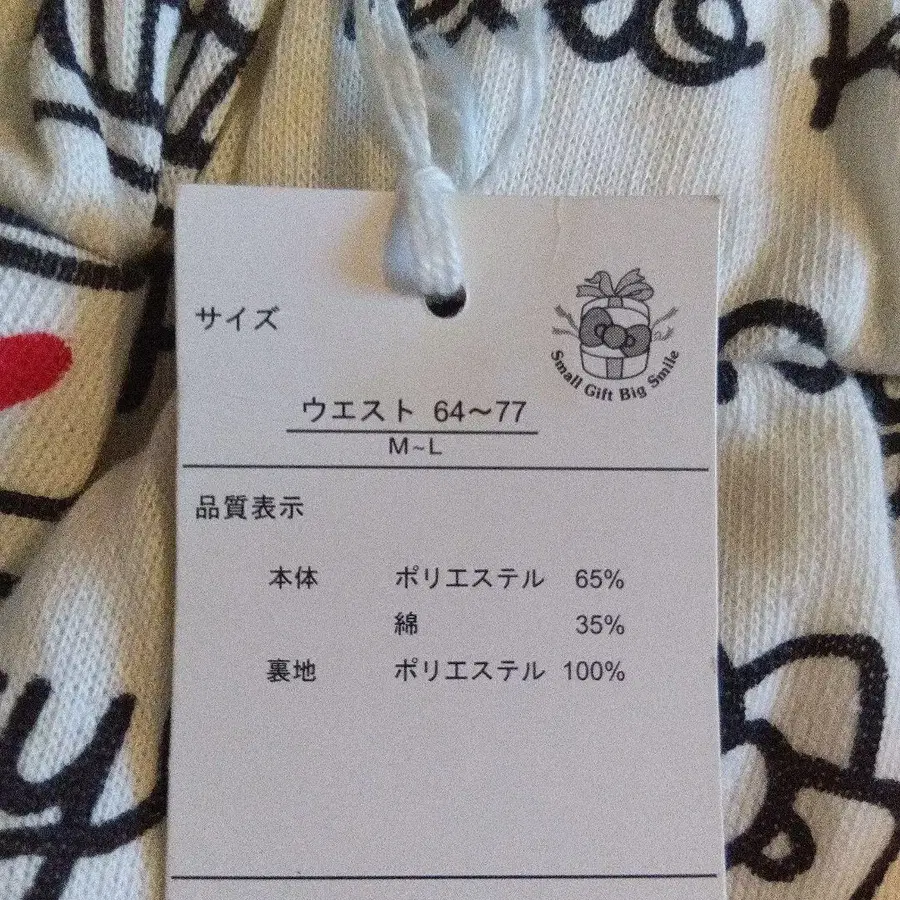 サイズ
Small Gift Big Smile
ウエスト 64～77
M~L
品質表示
本体 ポリエステル 65%
綿 35%
裏地 ポリエステル 100%